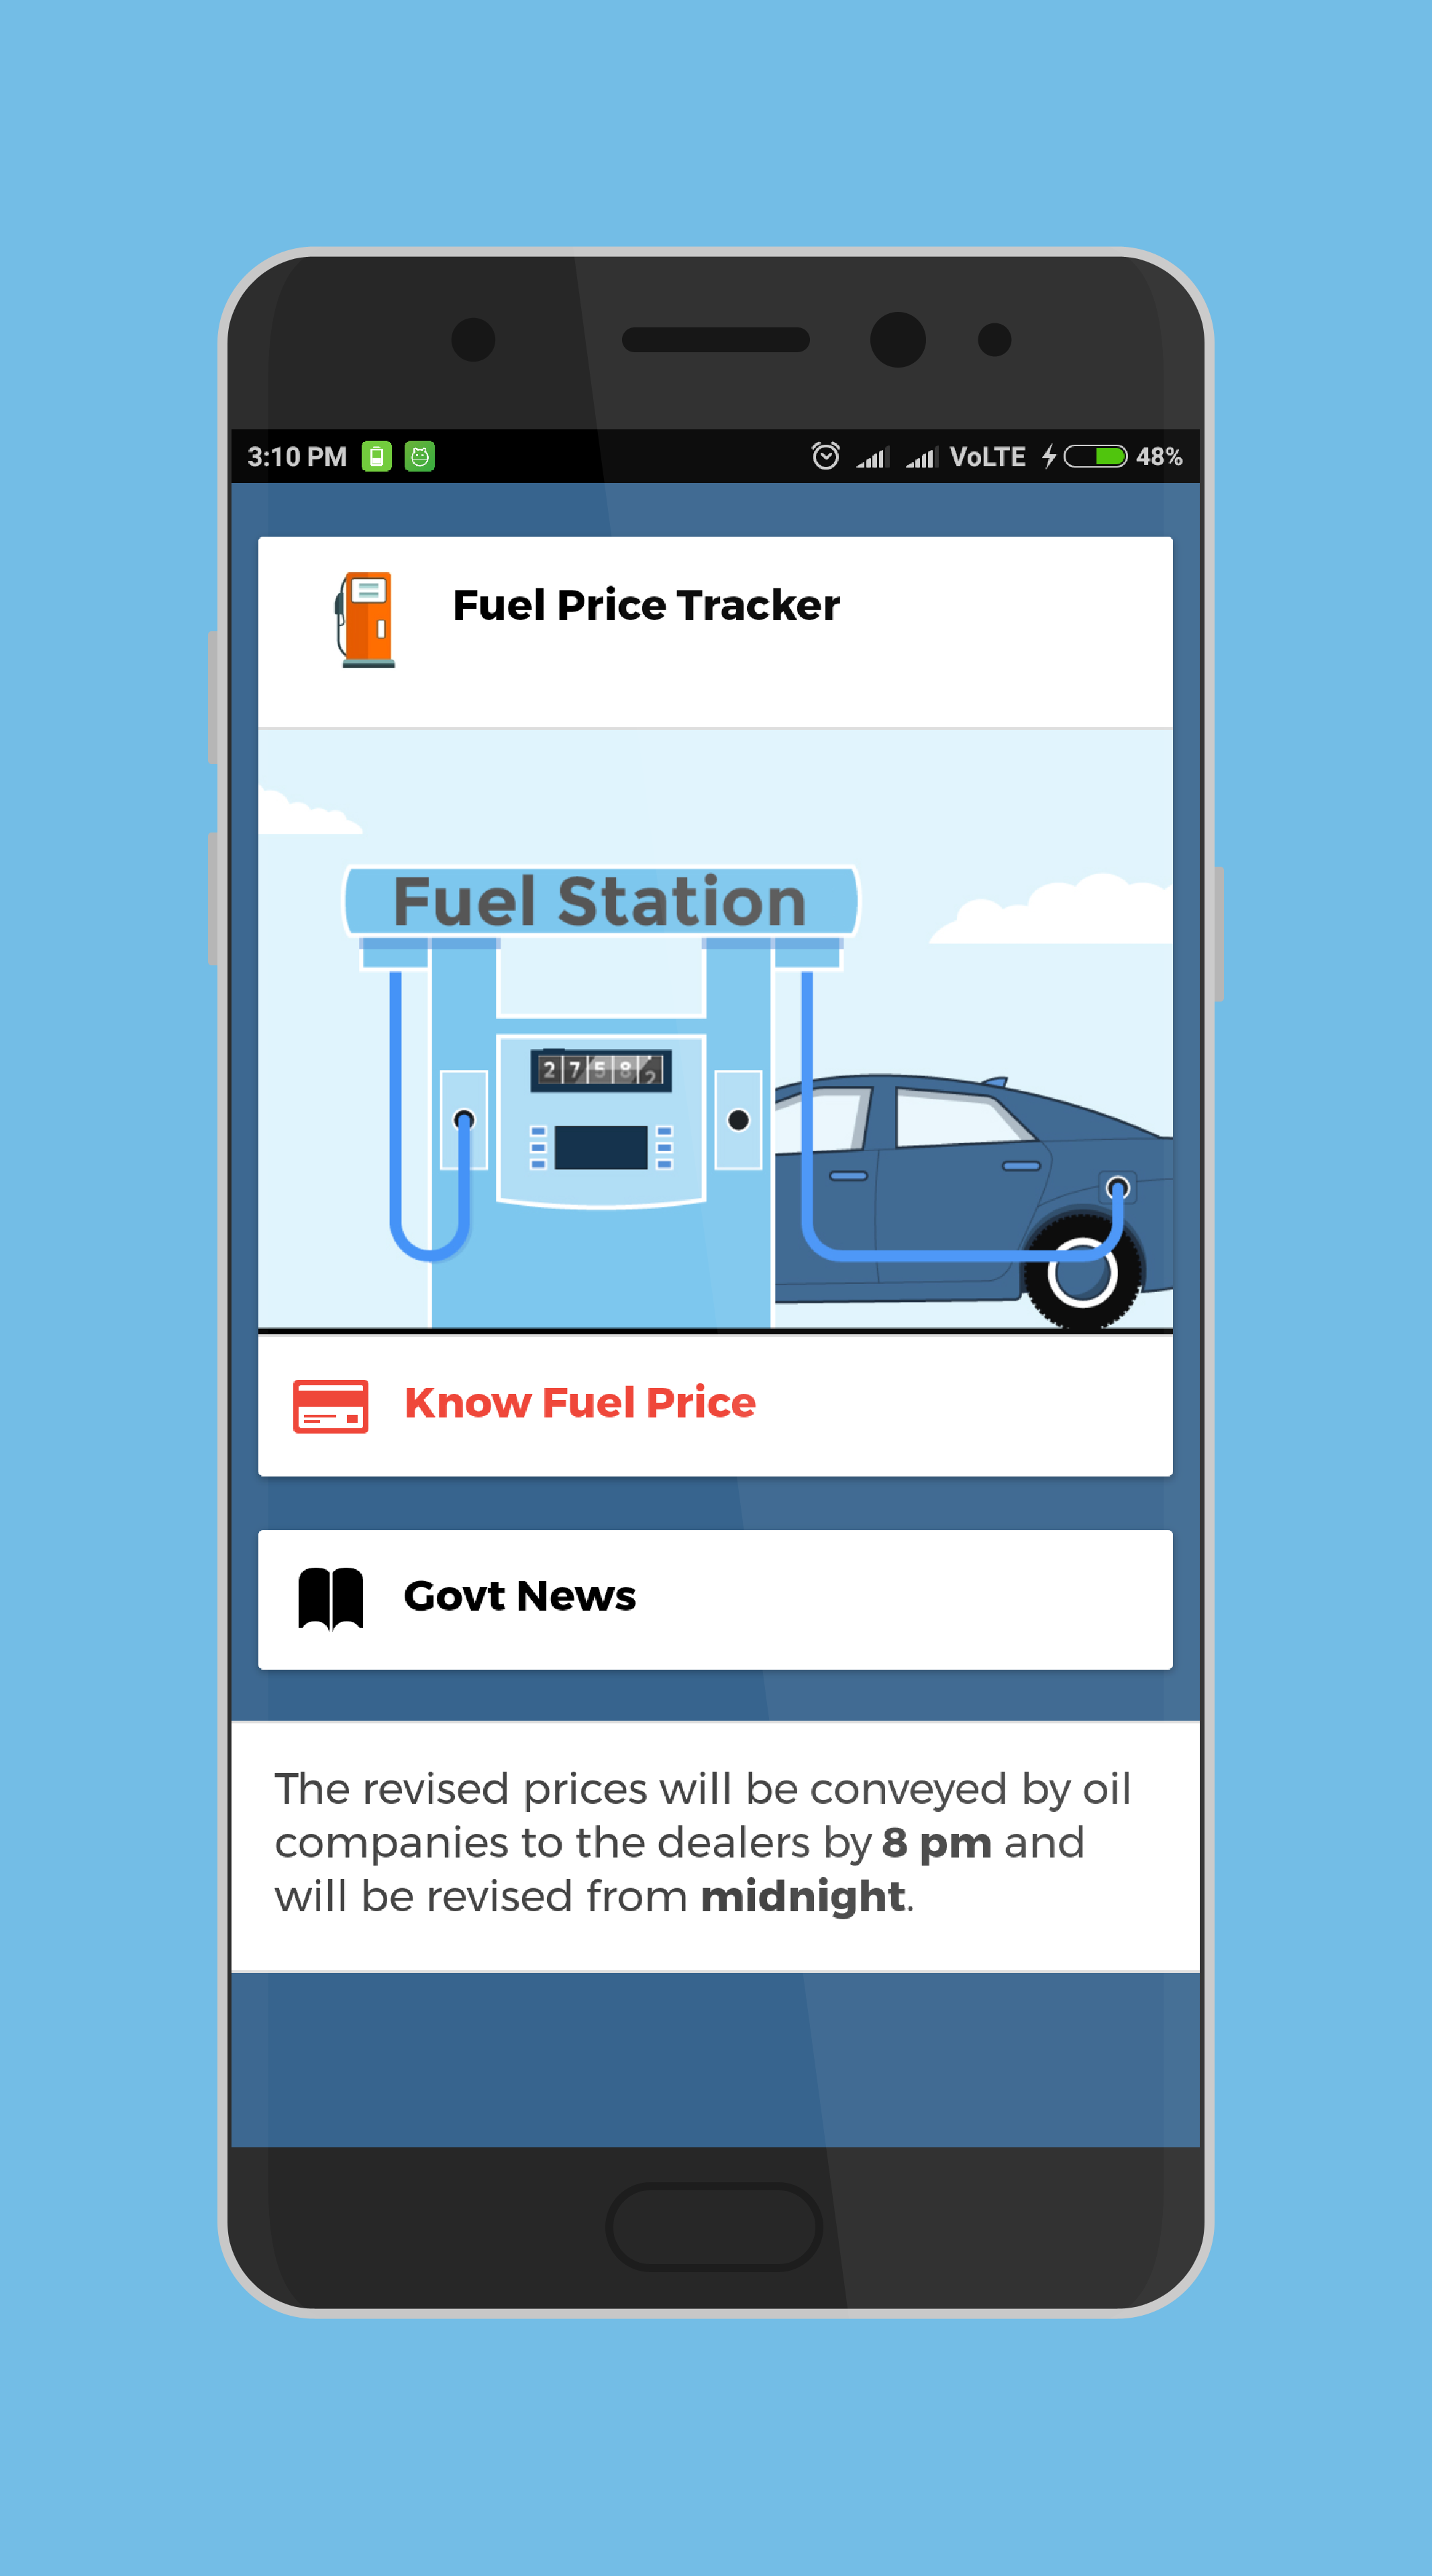 3:10 PM
VoLTE 48%
Fuel Price Tracker
Fuel Station
2 7 5 8 2
Know Fuel Price
Govt News
The revised prices will be conveyed by oil
companies to the dealers by 8 pm and
will be revised from midnight.